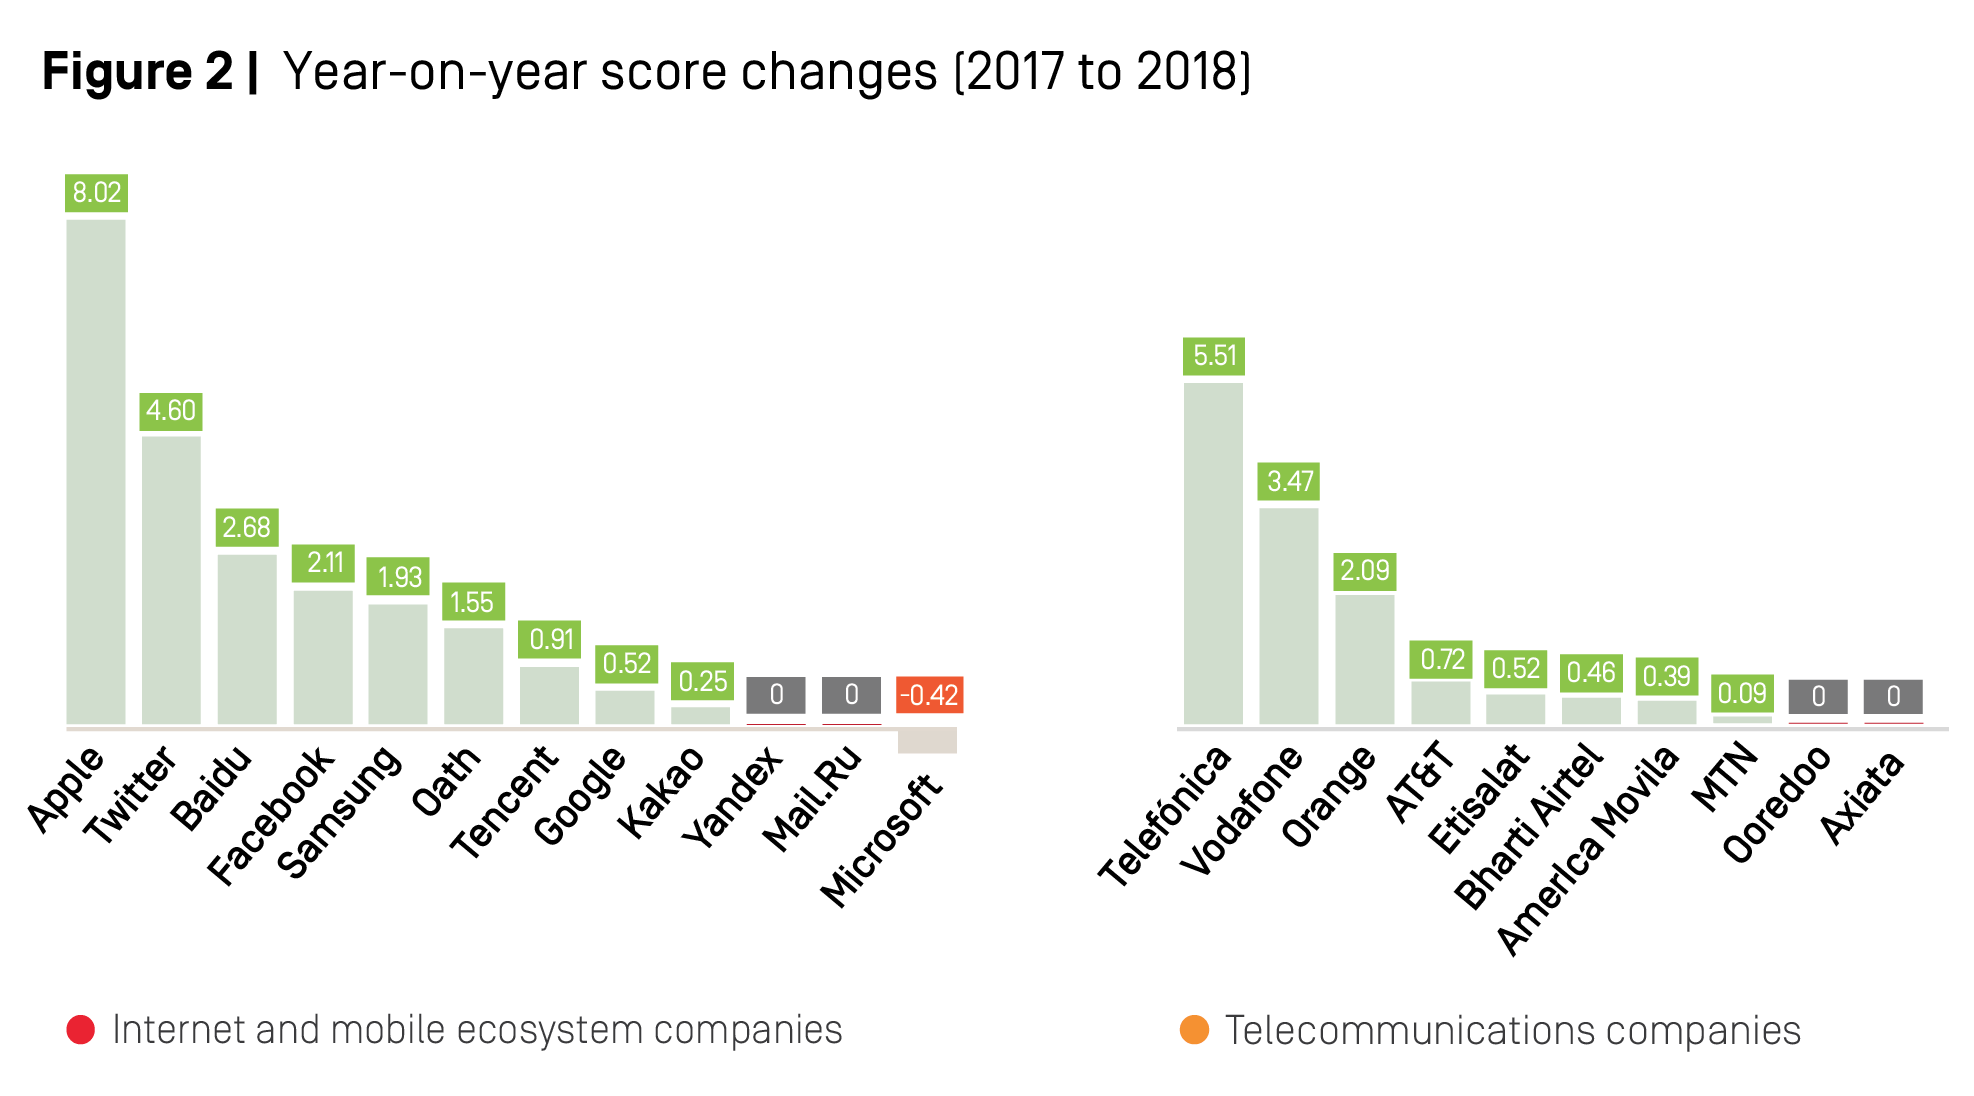 Figure 2 | Year-on-year score changes (2017 to 2018)
8.02
4.60
2.68
2.11
1.93
1.55
0.91
0.52
0.25
0
0
-0.42
Apple
Twitter
Baidu
Facebook
Samsung
Oath
Tencent
Google
Kakao
Yandex
Mail.Ru
Microsoft
Internet and mobile ecosystem companies
5.51
3.47
2.09
0.72
0.52
0.46
0.39
0.09
0
0
Telefónica
Vodafone
Orange
AT&T
Etisalat
Bharti Airtel
AmerIca Movila
MTN
Ooredoo
Axiata
Telecommunications companies